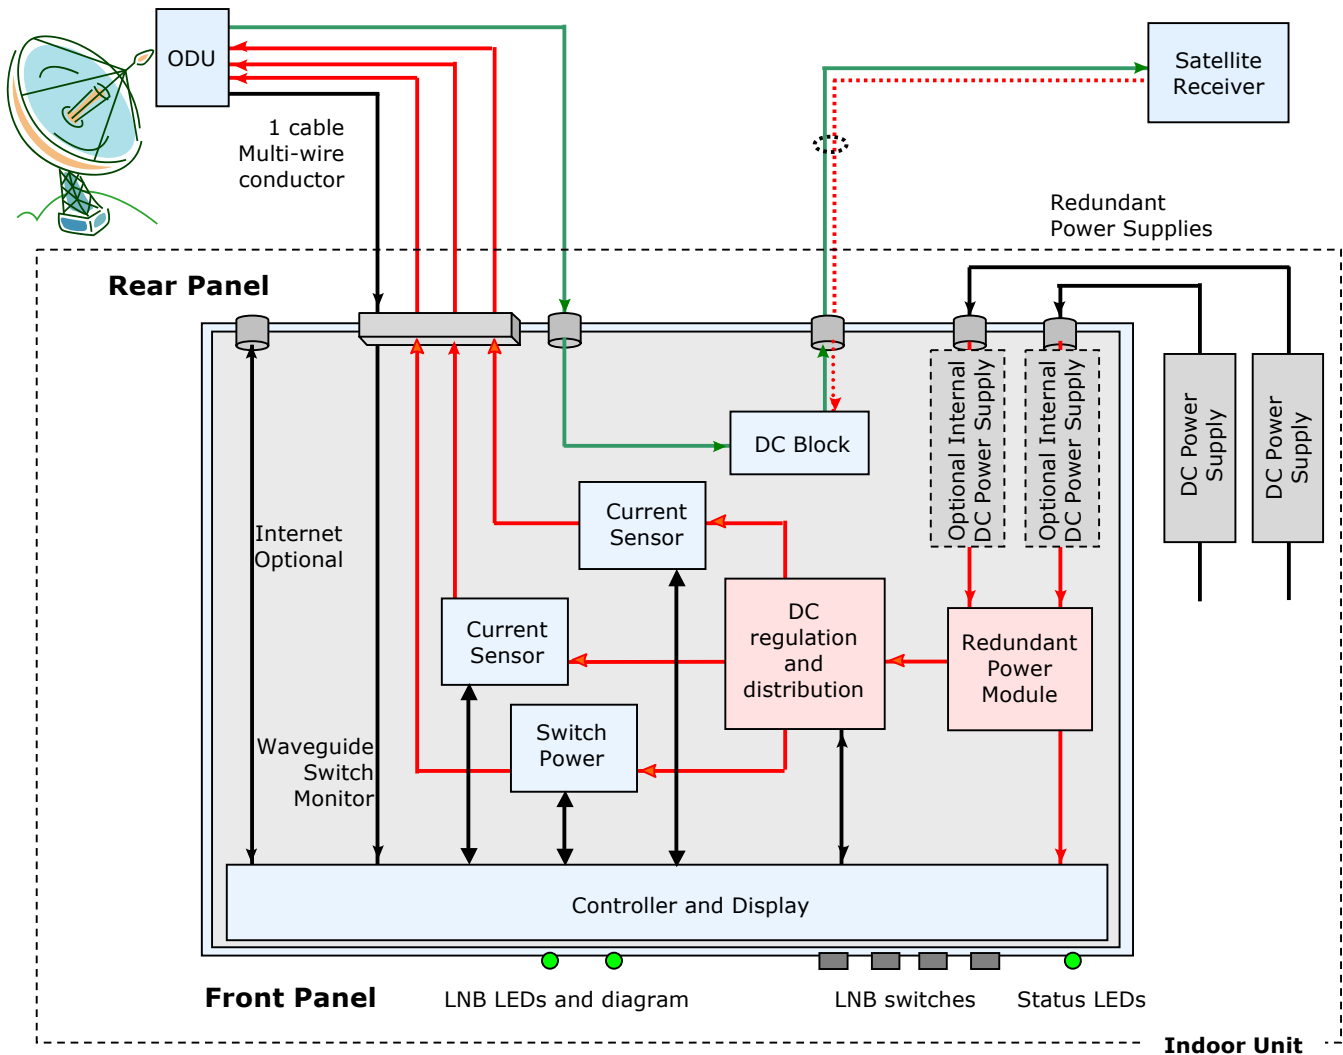 ODU
Satellite
Receiver
1 cable
Multi-wire
conductor
Redundant
Power Supplies
Rear Panel
Optional Internal
DC Power Supply
Optional Internal
DC Power Supply
DC Power
Supply
DC Power
Supply
DC Block
Current
Sensor
Internet
Optional
Current
Sensor
DC
regulation
and
distribution
Redundant
Power
Module
Switch
Power
Waveguide
Switch
Monitor
Controller and Display
Front Panel
LNB LEDs and diagram
LNB switches
Status LEDs
Indoor Unit